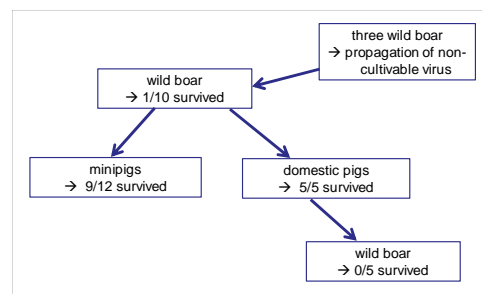 three wild boar
→ propagation of non-
cultivable virus
wild boar
→ 1/10 survived
minipigs
→ 9/12 survived
domestic pigs
→ 5/5 survived
wild boar
→ 0/5 survived